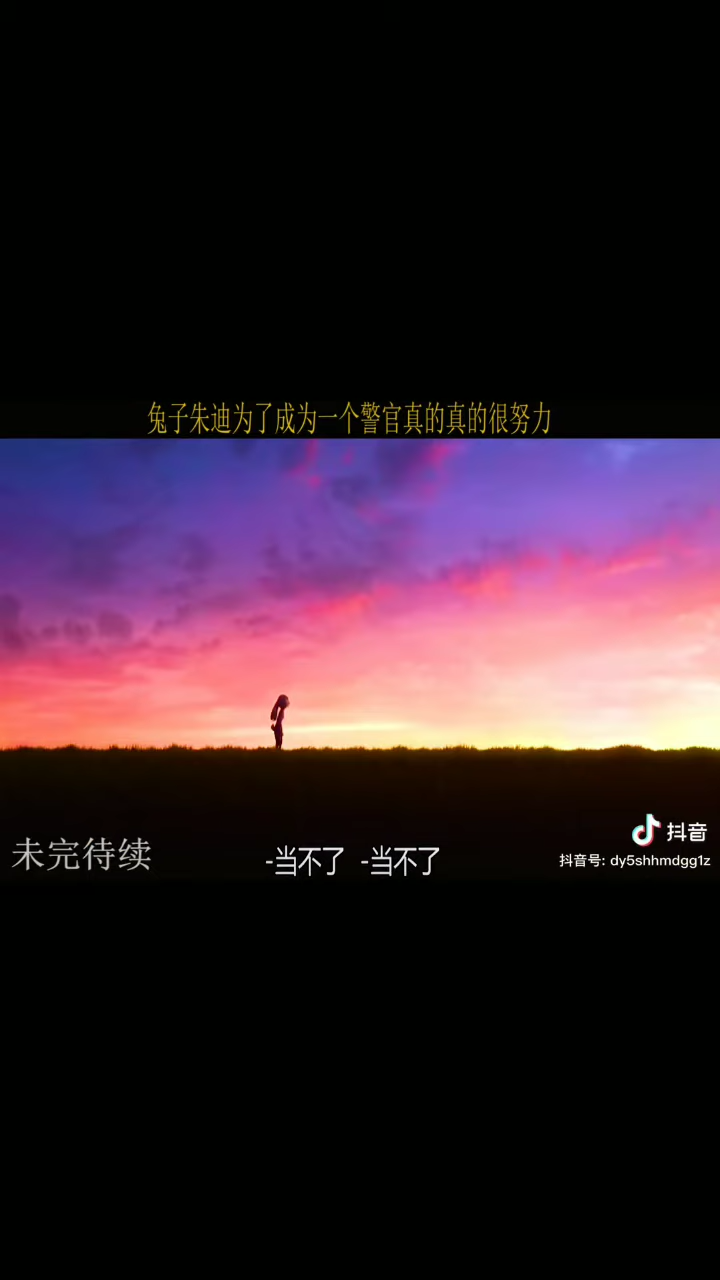 兔子朱迪为了成为一个警官真的真的很努力
抖音
抖音号: dy5shhmdgg1z
未完待续
-当不了 -当不了